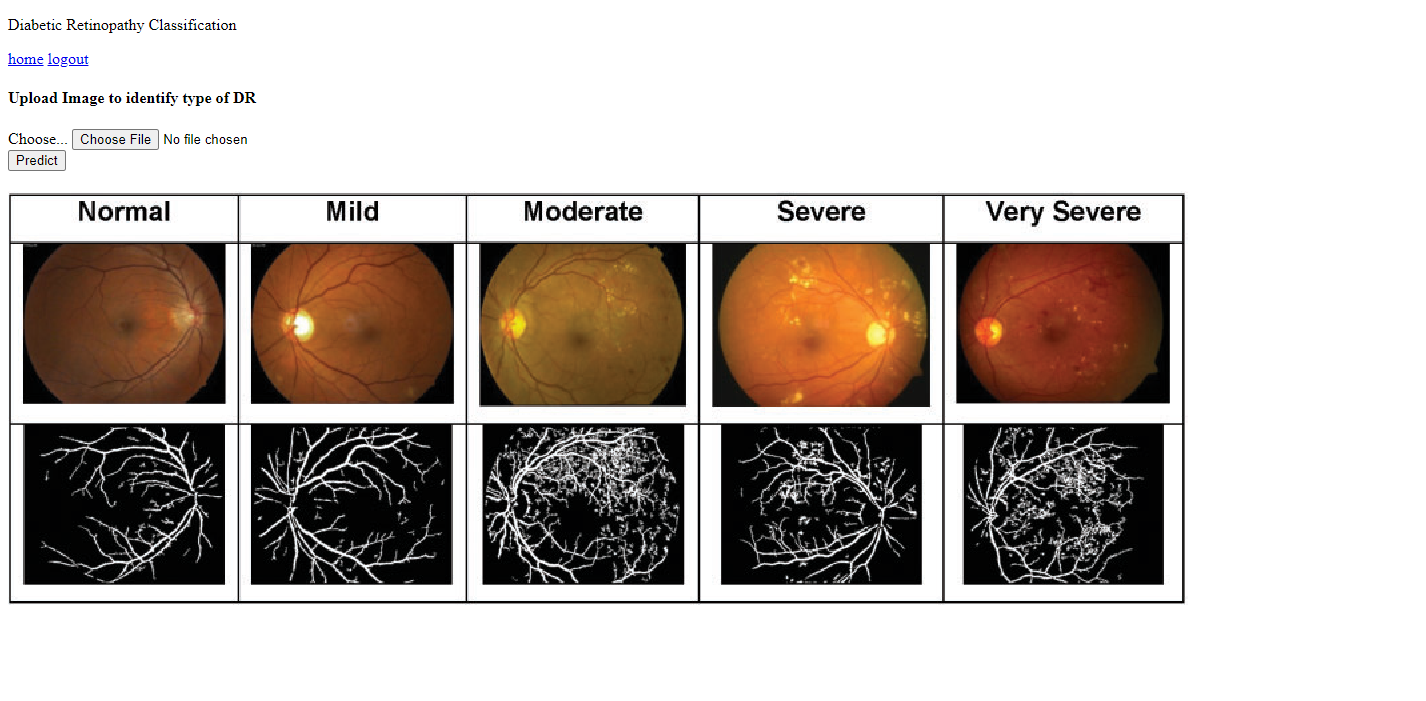 Diabetic Retinopathy Classification
home logout
Upload Image to identify type of DR
Choose... Choose File No file chosen
Predict
Normal Mild Moderate Severe Very Severe